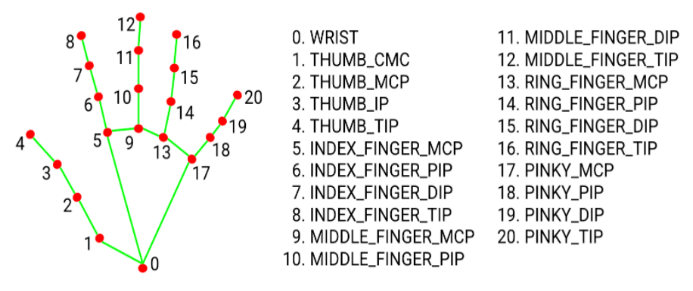 12
8
16
11
7
15
6
10
20
14
19
4
5
9
13
18
3
17
2
1
0
0. WRIST
1. THUMB_CMC
2. THUMB_MCP
3. THUMB_IP
4. THUMB_TIP
5. INDEX_FINGER_MCP
6. INDEX_FINGER_PIP
7. INDEX_FINGER_DIP
8. INDEX_FINGER_TIP
9. MIDDLE_FINGER_MCP
10. MIDDLE_FINGER_PIP
11. MIDDLE_FINGER_DIP
12. MIDDLE_FINGER_TIP
13. RING_FINGER_MCP
14. RING_FINGER_PIP
15. RING_FINGER_DIP
16. RING_FINGER_TIP
17. PINKY_MCP
18. PINKY_PIP
19. PINKY_DIP
20. PINKY_TIP